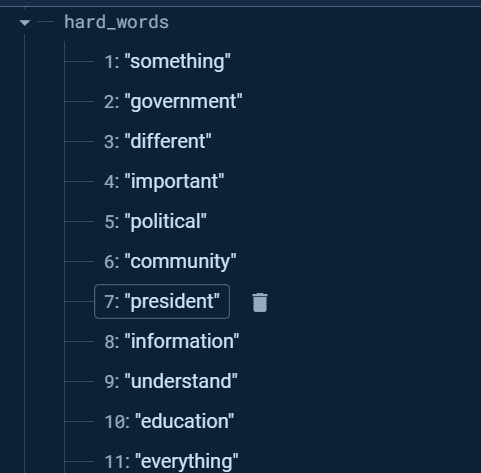 hard_words
1: "something"
2: "government"
3: "different"
4: "important"
5: "political"
6: "community"
7: "president"
8: "information"
9: "understand"
10: "education"
11: "everything"